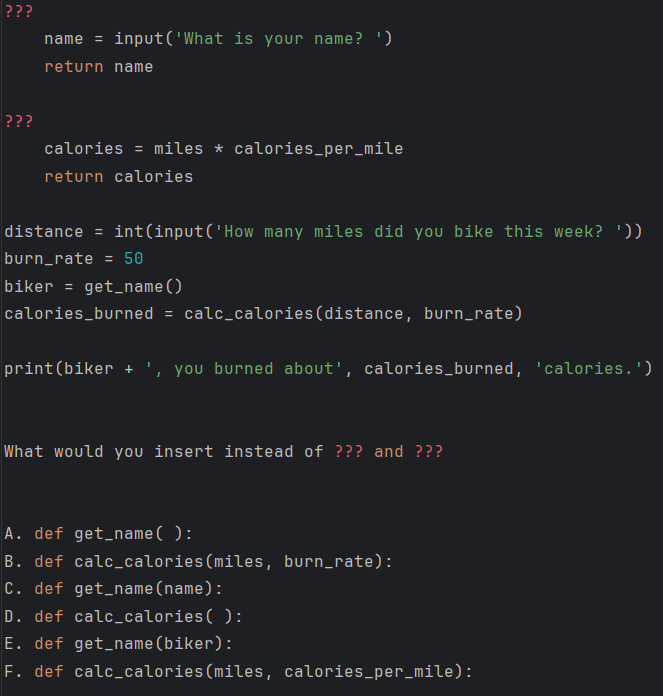 ???
    name = input('What is your name? ')
    return name
???
    calories = miles * calories_per_mile
    return calories
distance = int(input('How many miles did you bike this week? '))
burn_rate = 50
biker = get_name()
calories_burned = calc_calories(distance, burn_rate)
print(biker + ', you burned about', calories_burned, 'calories.')
What would you insert instead of ??? and ???
A. def get_name( ):
B. def calc_calories(miles, burn_rate):
C. def get_name(name):
D. def calc_calories( ):
E. def get_name(biker):
F. def calc_calories(miles, calories_per_mile):